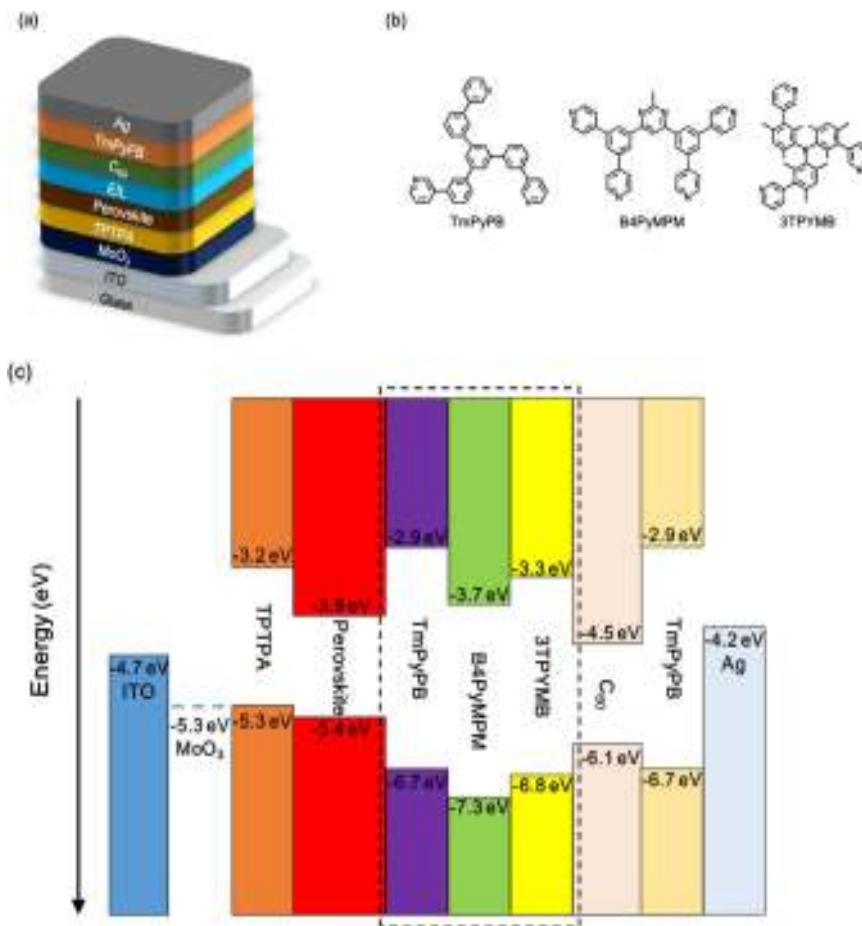 (a)
Ag
TmPyPB
C₆₀
EIL
Perovskite
TPTPA
MoO₃
ITO
Glass
(b)
TmPyPB
B4PyMPM
3TPYMB
(c)
Energy (eV)
-4.7 eV
ITO
-5.3 eV
MoO₃
-3.2 eV
TPTPA
-5.3 eV
-3.9 eV
Perovskite
-5.4 eV
-2.9 eV
TmPyPB
-6.7 eV
-3.7 eV
B4PyMPM
-7.3 eV
-3.3 eV
3TPYMB
-6.8 eV
-4.5 eV
C₆₀
-6.1 eV
-2.9 eV
TmPyPB
-6.7 eV
-4.2 eV
Ag